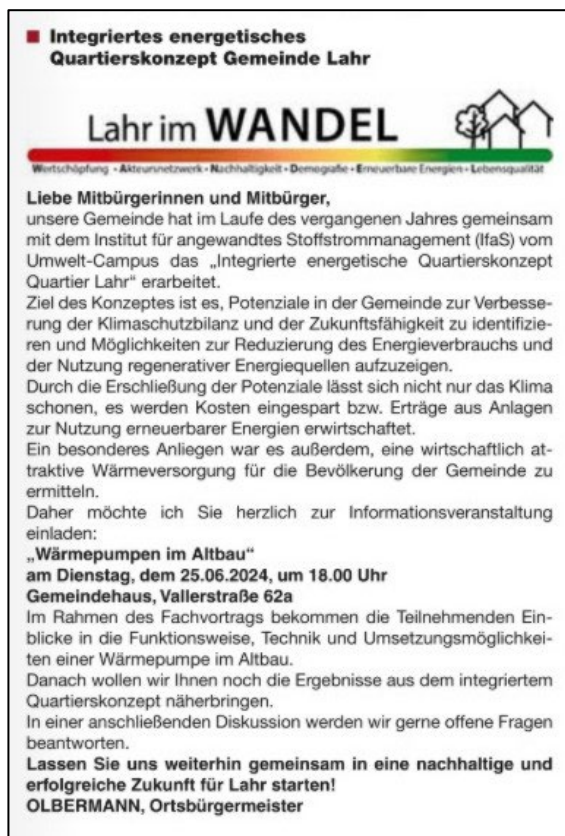 Integriertes energetisches
Quartierskonzept Gemeinde Lahr
Lahr im WANDEL
Wertschöpfung • Akteursnetzwerk • Nachhaltigkeit • Demografie • Erneuerbare Energien • Lebensqualität
Liebe Mitbürgerinnen und Mitbürger,
unsere Gemeinde hat im Laufe des vergangenen Jahres gemeinsam
mit dem Institut für angewandtes Stoffstrommanagement (IfaS) vom
Umwelt-Campus das „Integrierte energetische Quartierskonzept
Quartier Lahr“ erarbeitet.
Ziel des Konzeptes ist es, Potenziale in der Gemeinde zur Verbesse-
rung der Klimaschutzbilanz und der Zukunftsfähigkeit zu identifizie-
ren und Möglichkeiten zur Reduzierung des Energieverbrauchs und
der Nutzung regenerativer Energiequellen aufzuzeigen.
Durch die Erschließung der Potenziale lässt sich nicht nur das Klima
schonen, es werden Kosten eingespart bzw. Erträge aus Anlagen
zur Nutzung erneuerbarer Energien erwirtschaftet.
Ein besonderes Anliegen war es außerdem, eine wirtschaftlich at-
traktive Wärmeversorgung für die Bevölkerung der Gemeinde zu
ermitteln.
Daher möchte ich Sie herzlich zur Informationsveranstaltung
einladen:
„Wärmepumpen im Altbau“
am Dienstag, dem 25.06.2024, um 18.00 Uhr
Gemeindehaus, Vallerstraße 62a
Im Rahmen des Fachvortrags bekommen die Teilnehmenden Ein-
blicke in die Funktionsweise, Technik und Umsetzungsmöglichkei-
ten einer Wärmepumpe im Altbau.
Danach wollen wir Ihnen noch die Ergebnisse aus dem integriertem
Quartierskonzept näherbringen.
In einer anschließenden Diskussion werden wir gerne offene Fragen
beantworten.
Lassen Sie uns weiterhin gemeinsam in eine nachhaltige und
erfolgreiche Zukunft für Lahr starten!
OLBERMANN, Ortsbürgermeister